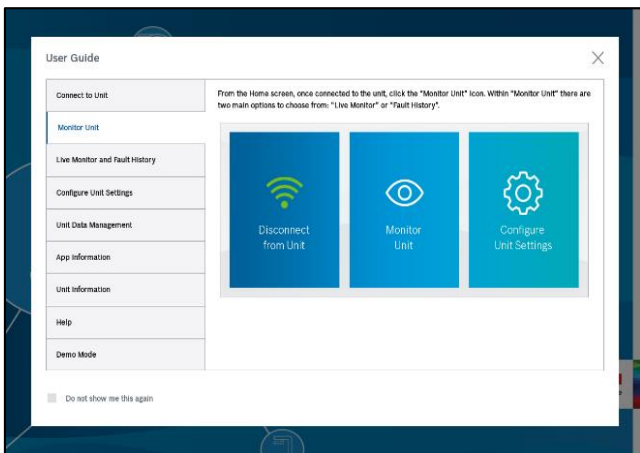 User Guide
Connect to Unit
Monitor Unit
Live Monitor and Fault History
Configure Unit Settings
Unit Data Management
App Information
Unit Information
Help
Demo Mode
From the Home screen, once connected to the unit, click the "Monitor Unit" icon. Within "Monitor Unit" there are
two main options to choose from: "Live Monitor" or "Fault History".
Disconnect
from Unit
Monitor
Unit
Configure
Unit Settings
Do not show me this again